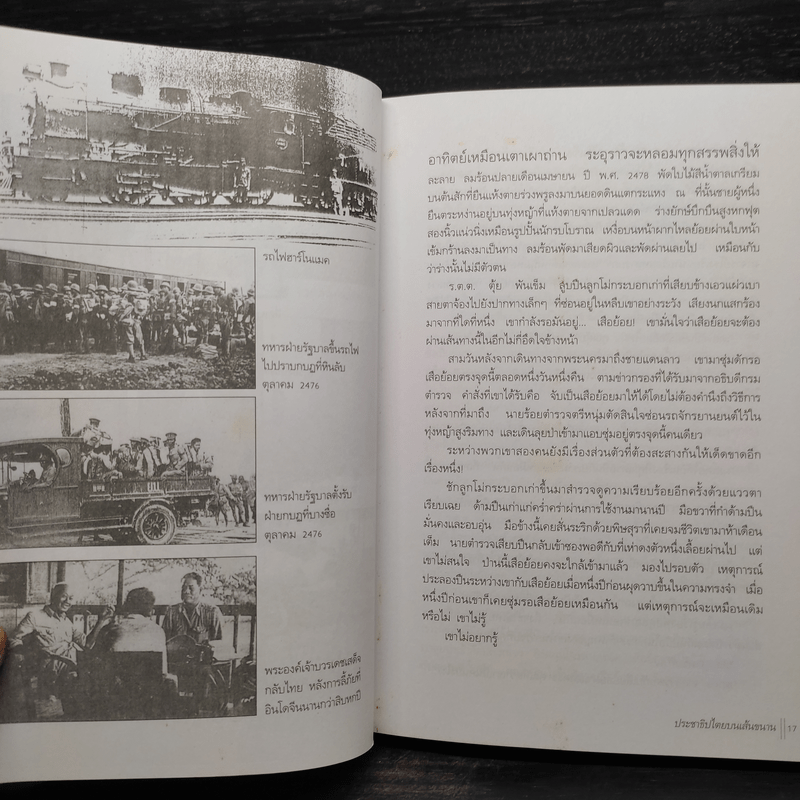 รถไฟฮาร์โนแมค
ทหารฝ่ายรัฐบาลขึ้นรถไฟ
ไปปราบกบฏที่หินลับ
ตุลาคม 2476
ทหารฝ่ายรัฐบาลตั้งรับ
ฝ่ายกบฏที่บางซื่อ
ตุลาคม 2476
พระองค์เจ้าบวรเดชเสด็จ
กลับไทย หลังการลี้ภัยที่
อินโดจีนนานกว่าสิบหกปี
อาทิตย์เหมือนเตาเผาถ่าน ระอุราวจะหลอมทุกสรรพสิ่งให้
ละลาย ลมร้อนปลายเดือนเมษายน ปี พ.ศ. 2478 พัดใบไม้สีน้ำตาลเกรียม
บนต้นสักที่ยืนแห้งตายร่วงพรูลงมาบนยอดดินแตกระแหง ณ ที่นั้นชายผู้หนึ่ง
ยืนตระหง่านอยู่บนทุ่งหญ้าที่แห้งตายจากเปลวแดด ร่างยักษ์บึกบึนสูงหกฟุต
สองนิ้วแน่วนิ่งเหมือนรูปปั้นนักรบโบราณ เหงื่อบนหน้าผากไหลย้อยผ่านใบหน้า
เข้มกร้านลงมาเป็นทาง ลมร้อนพัดมาเสียดผิวและพัดผ่านเลยไป เหมือนกับ
ว่าร่างนั้นไม่มีตัวตน
ร.ต.ต. ตุ้ย พันเข็ม ลูบปืนลูกโม่กระบอกเก่าที่เสียบข้างเอวแผ่วเบา
สายตาจ้องไปยังปากทางเล็กๆ ที่ซ่อนอยู่ในหลืบเขาอย่างระวัง เสียงนกแสกร้อง
มาจากที่ใดที่หนึ่ง เขากำลังรอมันอยู่... เสือย้อย! เขามั่นใจว่าเสือย้อยจะต้อง
ผ่านเส้นทางนี้ในอีกไม่กี่อึดใจข้างหน้า
สามวันหลังจากเดินทางจากพระนครมาถึงชายแดนลาว เขามาซุ่มดักรอ
เสือย้อยตรงจุดนี้ตลอดหนึ่งวันหนึ่งคืน ตามข่าวกรองที่ได้รับมาจากอธิบดีกรม
ตำรวจ คำสั่งที่เขาได้รับคือ จับเป็นเสือย้อยมาให้ได้โดยไม่ต้องคำนึงถึงวิธีการ
หลังจากที่มาถึง นายร้อยตำรวจตรีหนุ่มตัดสินใจซ่อนรถจักรยานยนต์ไว้ใน
ทุ่งหญ้าสูงริมทาง และเดินลุยป่าเข้ามาแอบซุ่มอยู่ตรงจุดนี้คนเดียว
ระหว่างพวกเขาสองคนยังมีเรื่องส่วนตัวที่ต้องสะสางกันให้เด็ดขาดอีก
เรื่องหนึ่ง!
ชักลูกโม่กระบอกเก่าขึ้นมาสำรวจดูความเรียบร้อยอีกครั้งด้วยแววตา
เรียบเฉย ด้ามปืนเก่าแก่คร่ำคร่าผ่านการใช้งานมานานปี มือขวาที่กำด้ามปืน
มั่นคงและอบอุ่น มือข้างนี้เคยสั่นระริกด้วยพิษสุราที่เคยจมชีวิตเขามาห้าเดือน
เต็ม นายตำรวจเสียบปืนกลับเข้าซองพอดีกับที่เห่าดงตัวหนึ่งเลื้อยผ่านไป แต่
เขาไม่สนใจ ป่านนี้เสือย้อยคงจะใกล้เข้ามาแล้ว มองไปรอบตัว เหตุการณ์
ประลองปืนระหว่างเขากับเสือย้อยเมื่อหนึ่งปีก่อนผุดวาบขึ้นในความทรงจำ เมื่อ
หนึ่งปีก่อนเขาก็เคยซุ่มรอเสือย้อยเหมือนกัน แต่เหตุการณ์จะเหมือนเดิม
หรือไม่ เขาไม่รู้
เขาไม่อยากรู้
ประชาธิปไตยบนเส้นขนาน 17